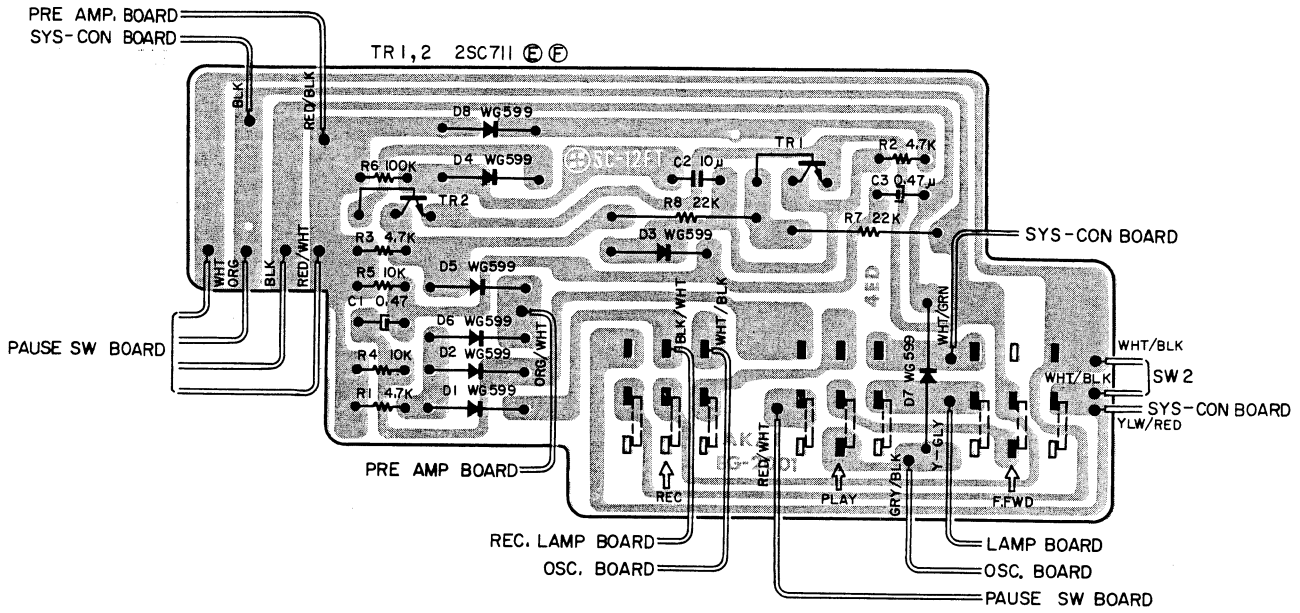 PRE AMP. BOARD
SYS-CON BOARD
TR1,2 2SC711 Ⓔ Ⓕ
BLK
RED/BLK
D8 WG599
TR1
R2 4.7K
R6 100K
D4 WG599
SC-12ET
C2 10μ
C3 0.47μ
TR2
R8 22K
R7 22K
R3 4.7K
D3 WG599
SYS-CON BOARD
WHT
ORG
BLK
RED/WHT
R5 10K
D5 WG599
4ED
C1 0.47
BLK/WHT
WHT/BLK
WHT/GRN
D6 WG599
ORG/WHT
PAUSE SW BOARD
WHT/BLK
R4 10K
D2 WG599
D7 WG599
WHT/BLK
SW2
R1 4.7K
D1 WG599
SYS-CON BOARD
YLW/RED
RED/WHT
Y-GLY
PRE AMP BOARD
GRY/BLK
REC
PLAY
F.FWD
REC. LAMP BOARD
LAMP BOARD
OSC. BOARD
OSC. BOARD
PAUSE SW BOARD